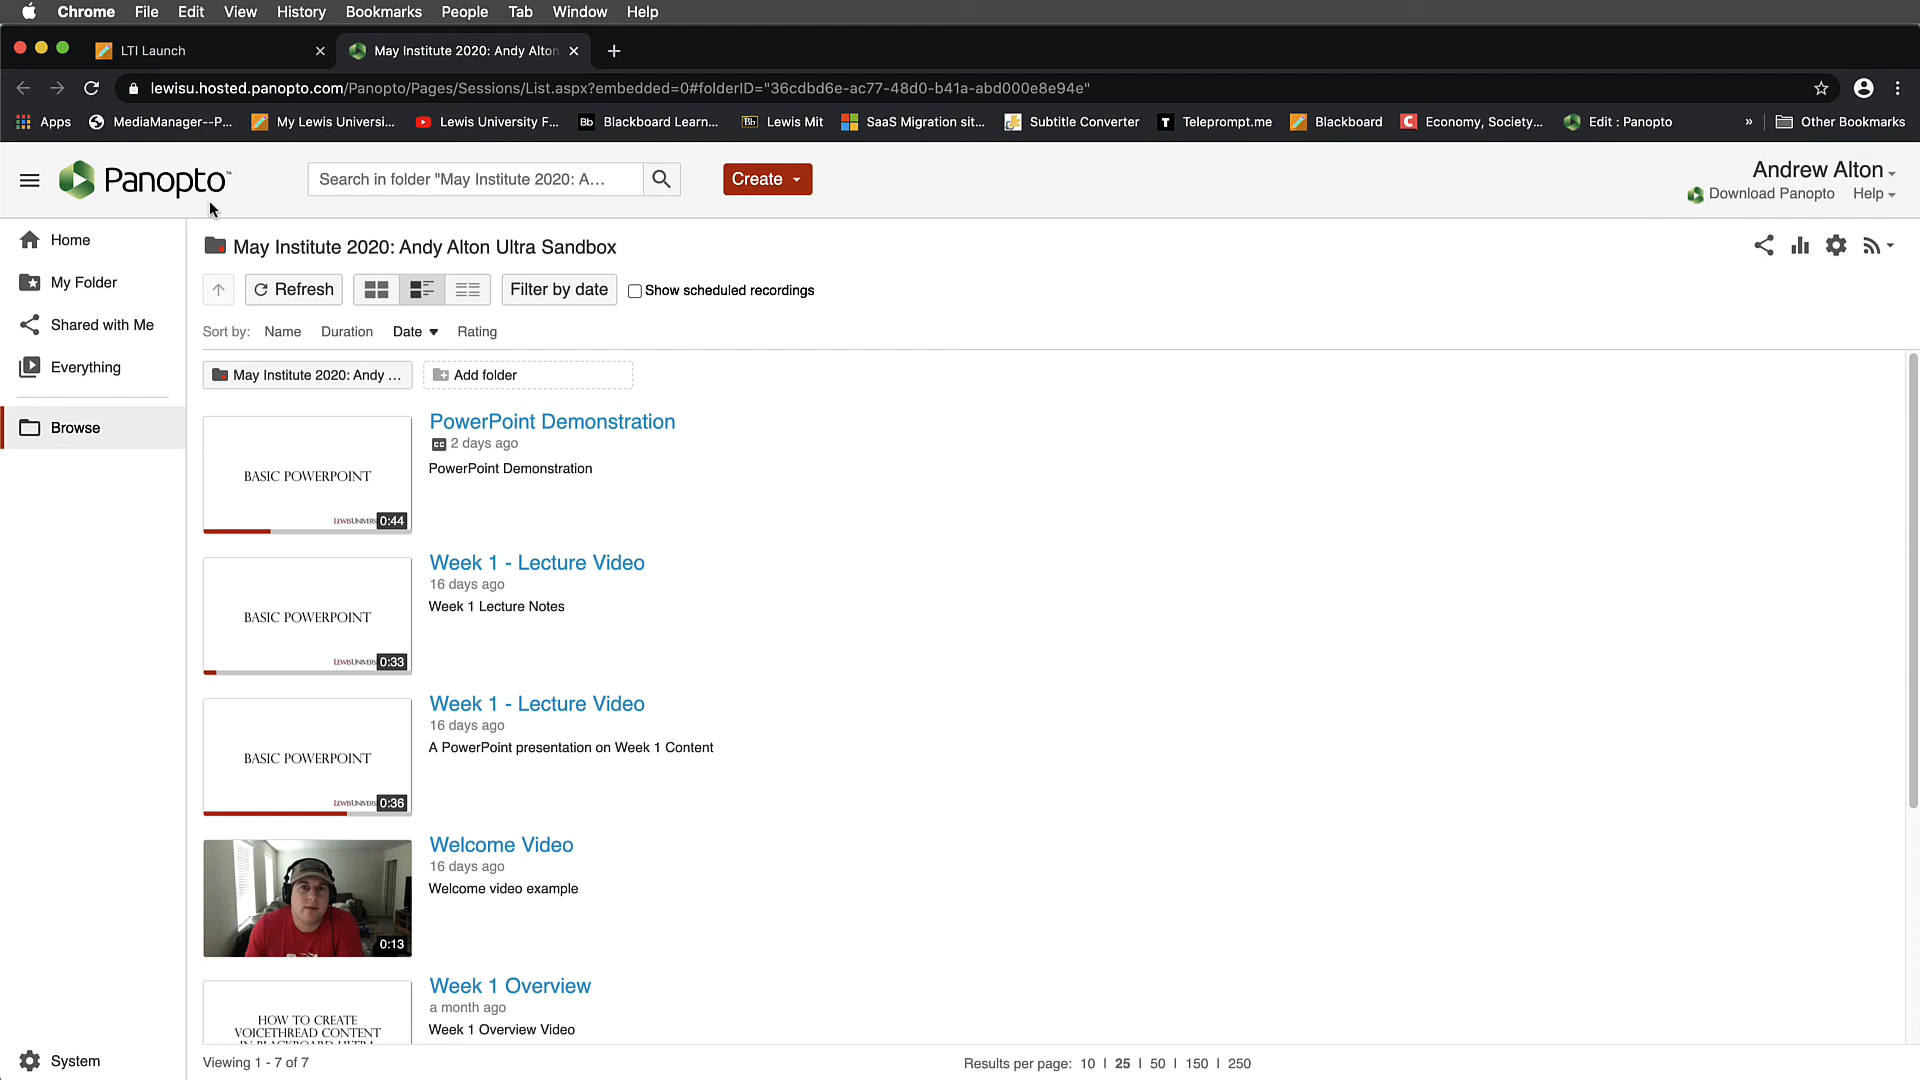 Chrome File Edit View History Bookmarks People Tab Window Help
LTI Launch
May Institute 2020: Andy Alton
lewisu.hosted.panopto.com/Panopto/Pages/Sessions/List.aspx?embedded=0#folderID="36cdbd6e-ac77-48d0-b41a-abd000e8e94e"
Apps MediaManager--P... My Lewis Universi... Lewis University F... Bb Blackboard Learn... Bb Lewis Mit SaaS Migration sit... Subtitle Converter T Teleprompt.me Blackboard C Economy, Society... Edit : Panopto » Other Bookmarks
Panopto™
Search in folder "May Institute 2020: A...
Create
Andrew Alton
Download Panopto Help
Home
My Folder
Shared with Me
Everything
Browse
System
May Institute 2020: Andy Alton Ultra Sandbox
Refresh Filter by date Show scheduled recordings
Sort by: Name Duration Date Rating
May Institute 2020: Andy ... Add folder
BASIC POWERPOINT
0:44
PowerPoint Demonstration
cc 2 days ago
PowerPoint Demonstration
BASIC POWERPOINT
0:33
Week 1 - Lecture Video
16 days ago
Week 1 Lecture Notes
BASIC POWERPOINT
0:36
Week 1 - Lecture Video
16 days ago
A PowerPoint presentation on Week 1 Content
0:13
Welcome Video
16 days ago
Welcome video example
HOW TO CREATE
VOICETHREAD CONTENT
Week 1 Overview
a month ago
Week 1 Overview Video
Viewing 1 - 7 of 7
Results per page: 10 | 25 | 50 | 150 | 250